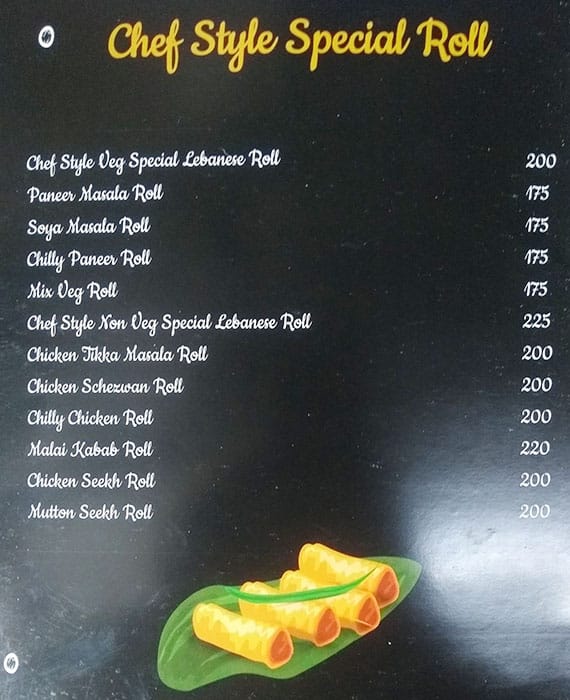 Chef Style Special Roll
Chef Style Veg Special Lebanese Roll 200
Paneer Masala Roll 175
Soya Masala Roll 175
Chilly Paneer Roll 175
Mix Veg Roll 175
Chef Style Non Veg Special Lebanese Roll 225
Chicken Tikka Masala Roll 200
Chicken Schezwan Roll 200
Chilly Chicken Roll 200
Malai Kabab Roll 220
Chicken Seekh Roll 200
Mutton Seekh Roll 200